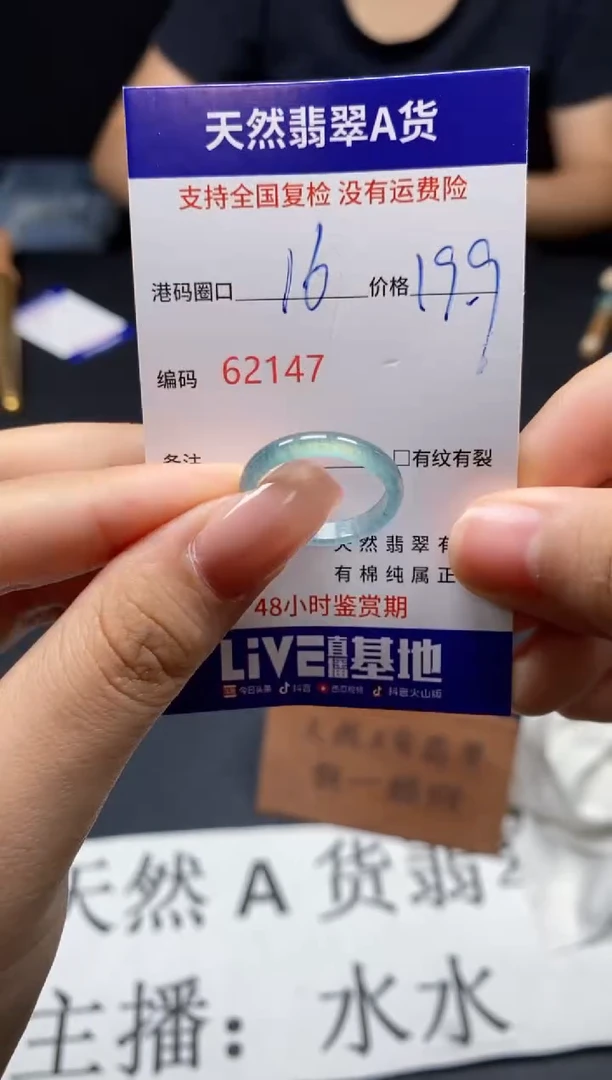 天然翡翠A货
支持全国复检 没有运费险
港码圈口 16 价格 199
编码 62147
备注 □有纹有裂
天然翡翠有
有棉纯属正
48小时鉴赏期
LiVE直播基地
今日头条 抖音 西瓜视频 抖音火山版
天然 A 货翡
主播：水水